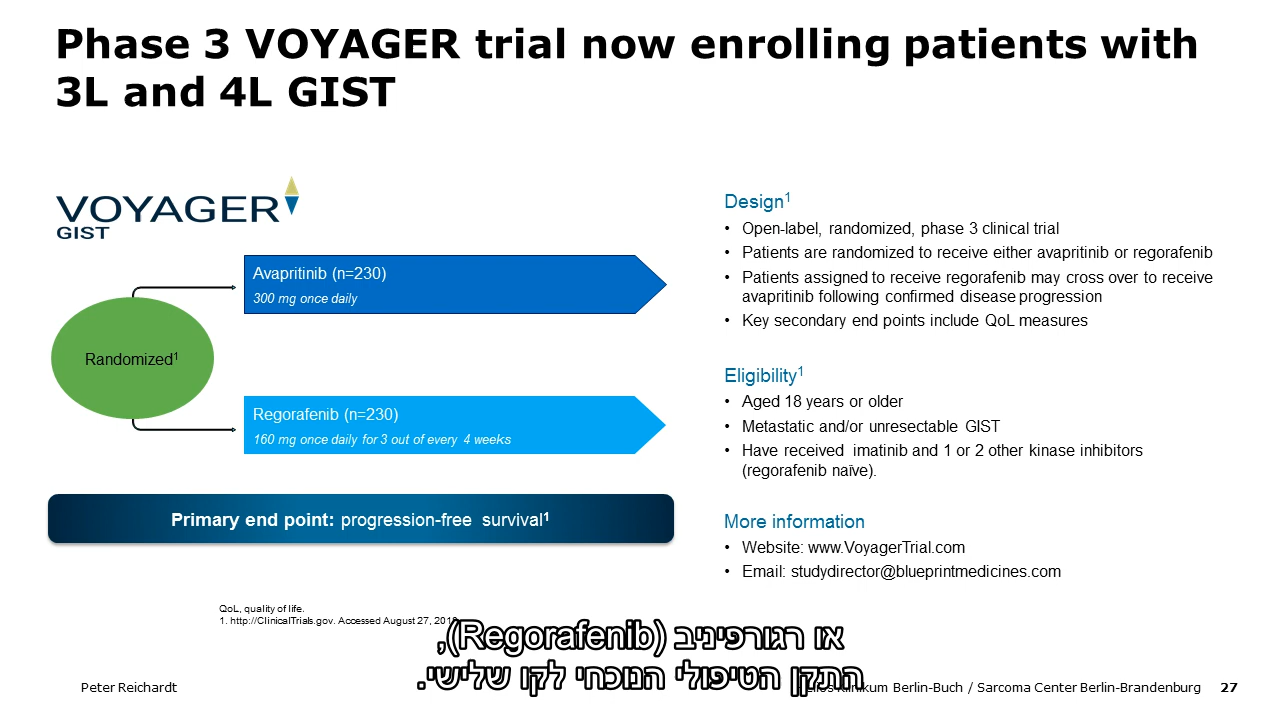 Phase 3 VOYAGER trial now enrolling patients with
3L and 4L GIST
VOYAGER
GIST
Avapritinib (n=230)
300 mg once daily
Randomized1
Regorafenib (n=230)
160 mg once daily for 3 out of every 4 weeks
Primary end point: progression-free survival1
Design1
• Open-label, randomized, phase 3 clinical trial
• Patients are randomized to receive either avapritinib or regorafenib
• Patients assigned to receive regorafenib may cross over to receive
avapritinib following confirmed disease progression
• Key secondary end points include QoL measures
Eligibility1
• Aged 18 years or older
• Metastatic and/or unresectable GIST
• Have received imatinib and 1 or 2 other kinase inhibitors
(regorafenib naïve).
More information
• Website: www.VoyagerTrial.com
• Email: studydirector@blueprintmedicines.com
QoL, quality of life.
1. http://ClinicalTrials.gov. Accessed August 27,
או רגורפיניב (Regorafenib),
התקן הטיפולי הנוכחי לקו שלישי.
Peter Reichardt
Klinikum Berlin-Buch / Sarcoma Center Berlin-Brandenburg
27